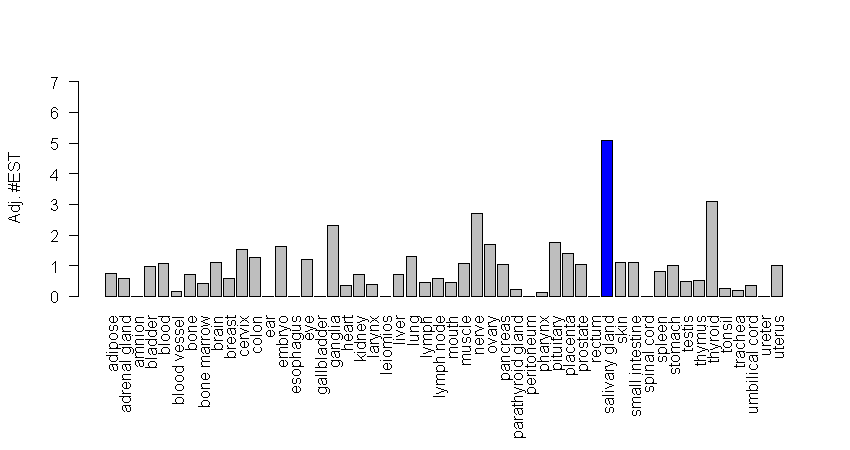 Adj. #EST
7
6
5
4
3
2
1
0
adipose
adrenal gland
amnion
bladder
blood
blood vessel
bone
bone marrow
brain
breast
cervix
colon
ear
embryo
esophagus
eye
gallbladder
ganglia
heart
kidney
larynx
leiomios
liver
lung
lymph
lymph node
mouth
muscle
nerve
ovary
pancreas
parathyroid gland
peritoneum
pharynx
pituitary
placenta
prostate
rectum
salivary gland
skin
small intestine
spinal cord
spleen
stomach
testis
thymus
thyroid
tonsil
trachea
umbilical cord
ureter
uterus